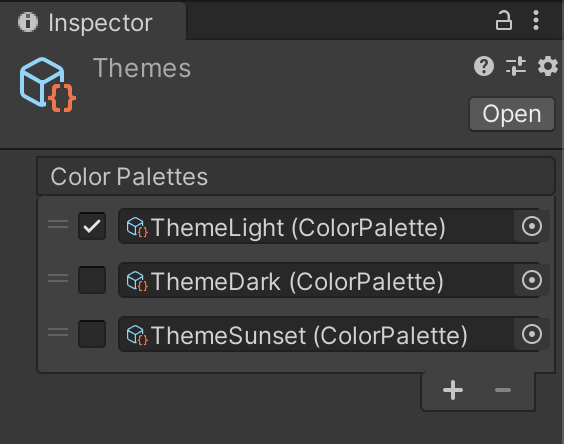 Inspector
Themes
Open
Color Palettes
ThemeLight (ColorPalette)
ThemeDark (ColorPalette)
ThemeSunset (ColorPalette)